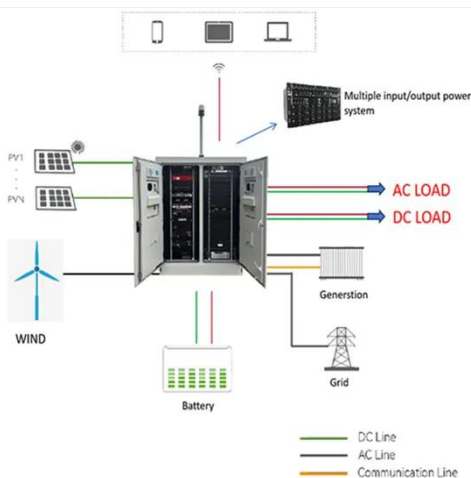 Multiple input/output power
system
PV1
PVN
AC LOAD
DC LOAD
WIND
Generstion
Battery
Grid
DC Line
AC Line
Communication Line